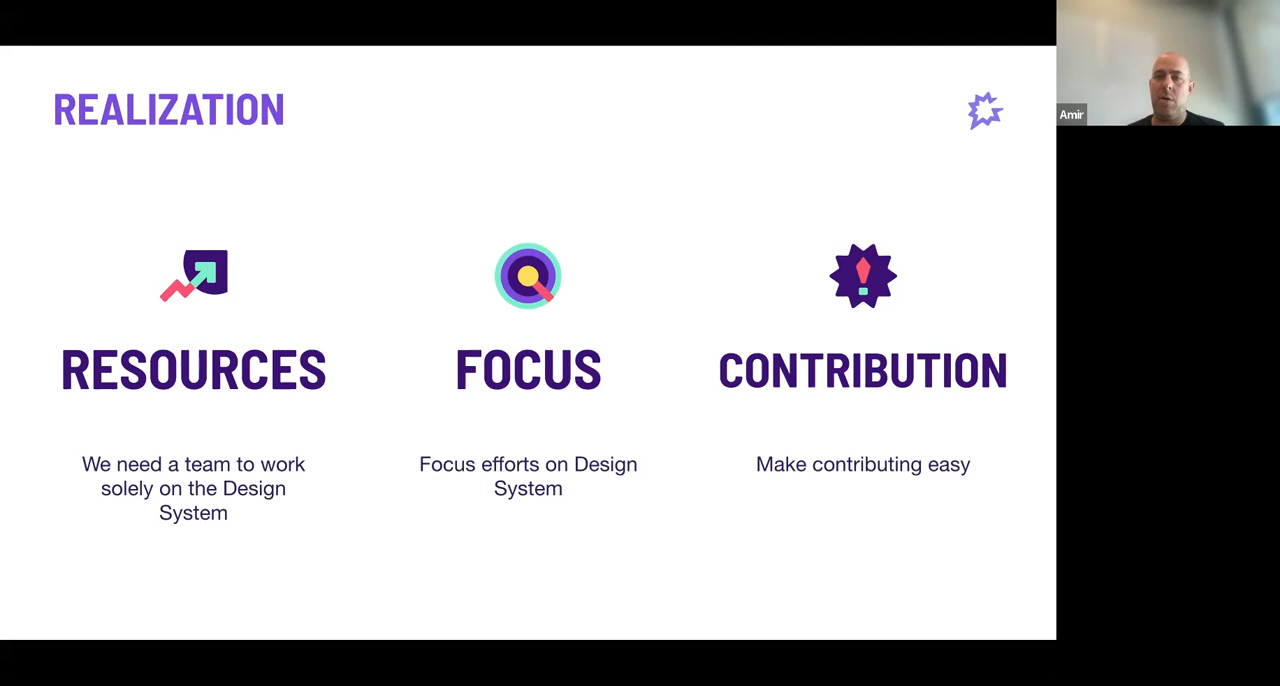 REALIZATION
Amir
RESOURCES
FOCUS
CONTRIBUTION
We need a team to work
solely on the Design
System
Focus efforts on Design
System
Make contributing easy